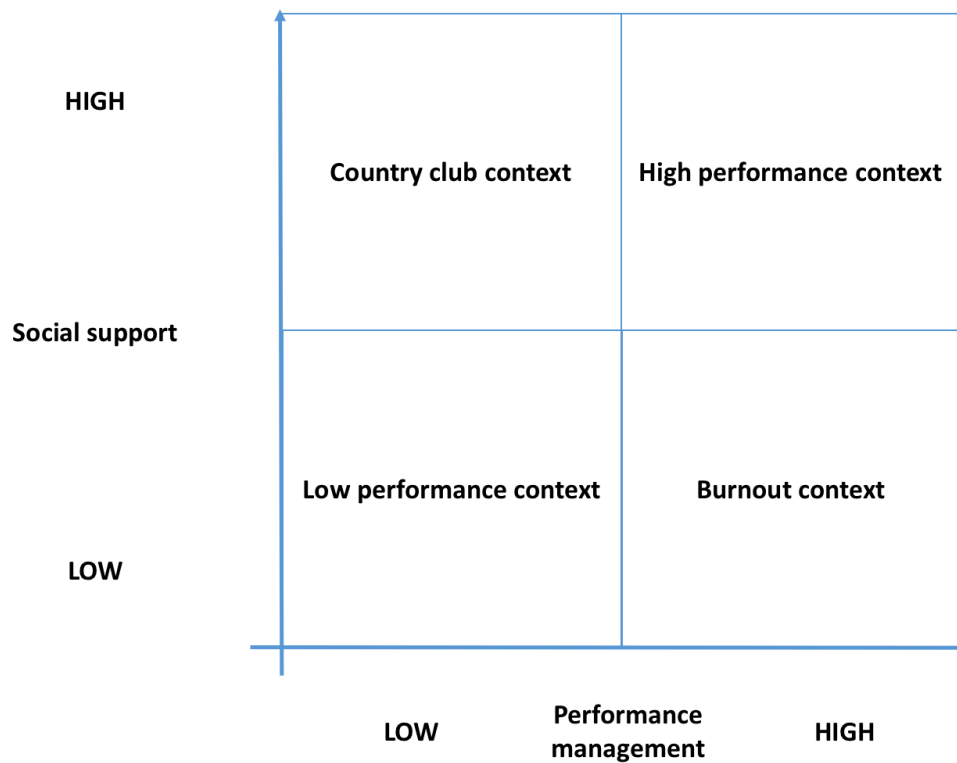 HIGH
Country club context
High performance context
Social support
Low performance context
Burnout context
LOW
LOW
Performance
management
HIGH